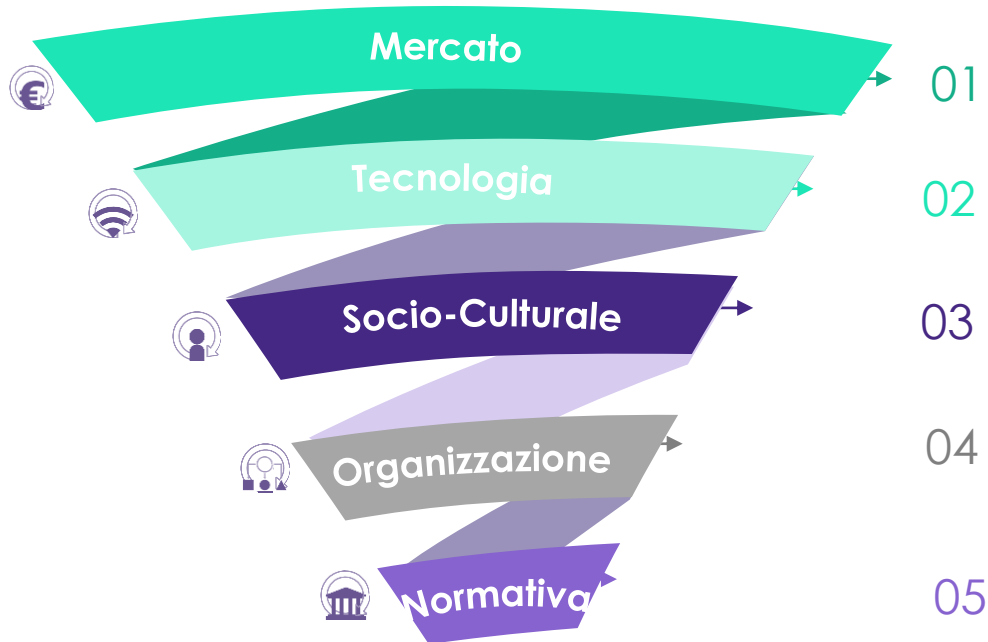 Mercato
01
Tecnologia
02
Socio-Culturale
03
Organizzazione
04
Normativa
05